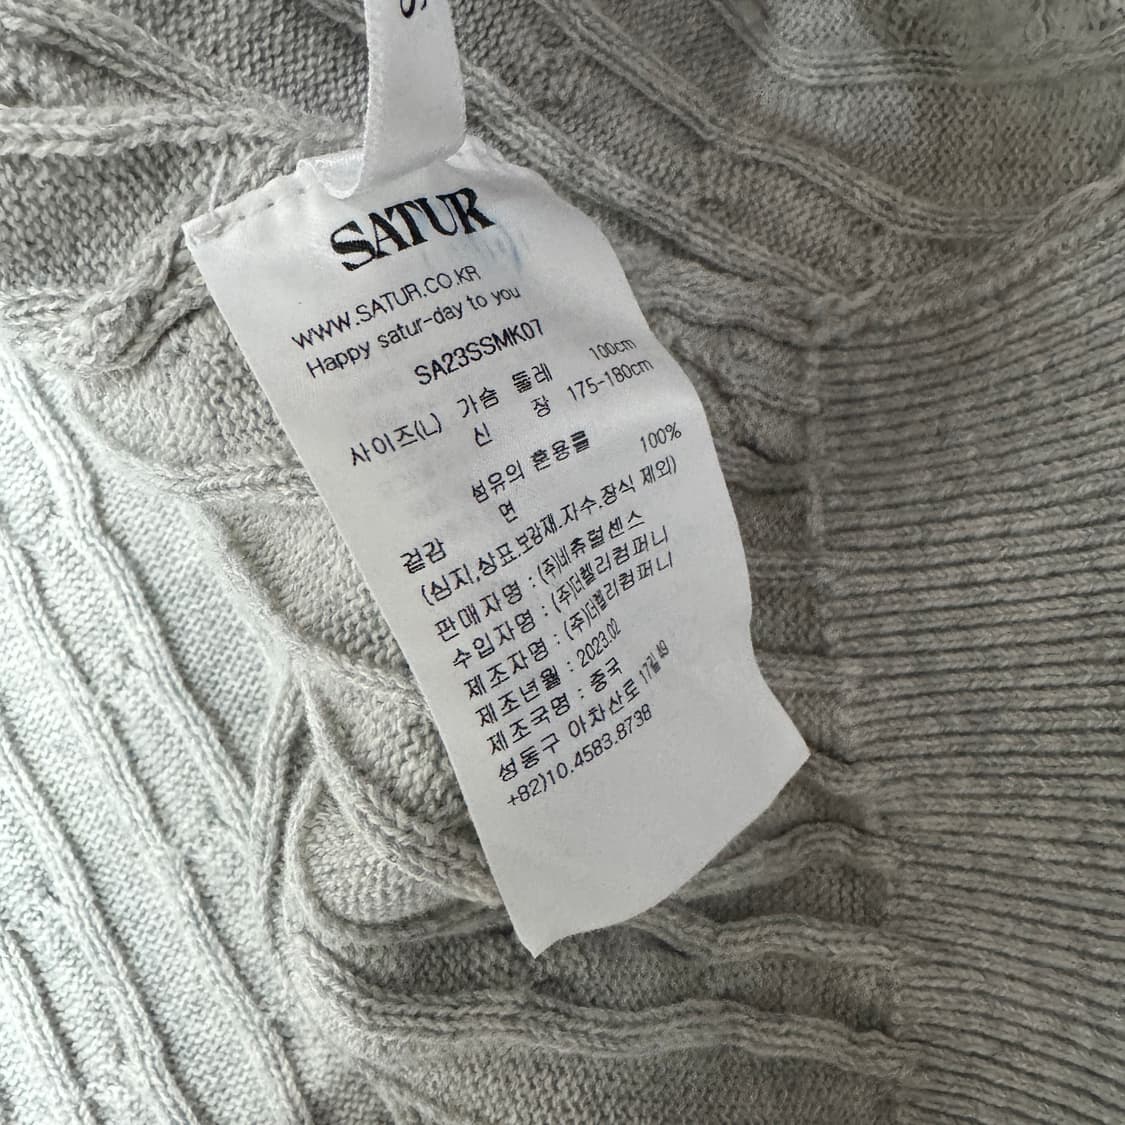 S
SATUR
WWW.SATUR.CO.KR
Happy satur-day to you
SA23SSMK07
사이즈(L) 가슴 둘레 100cm
신 장 175-180cm
섬유의 혼용률
겉감 면 100%
(심지,상표.보강재.자수.장식 제외)
판매자명 : (주)비츄럴센스
수입자명 : (주)더켈리컴퍼니
제조자명 : (주)더켈리컴퍼니
제조년월 : 2023.02
제조국명 : 중국
성동구 아차산로 17길 49
+82)10.4583.8738